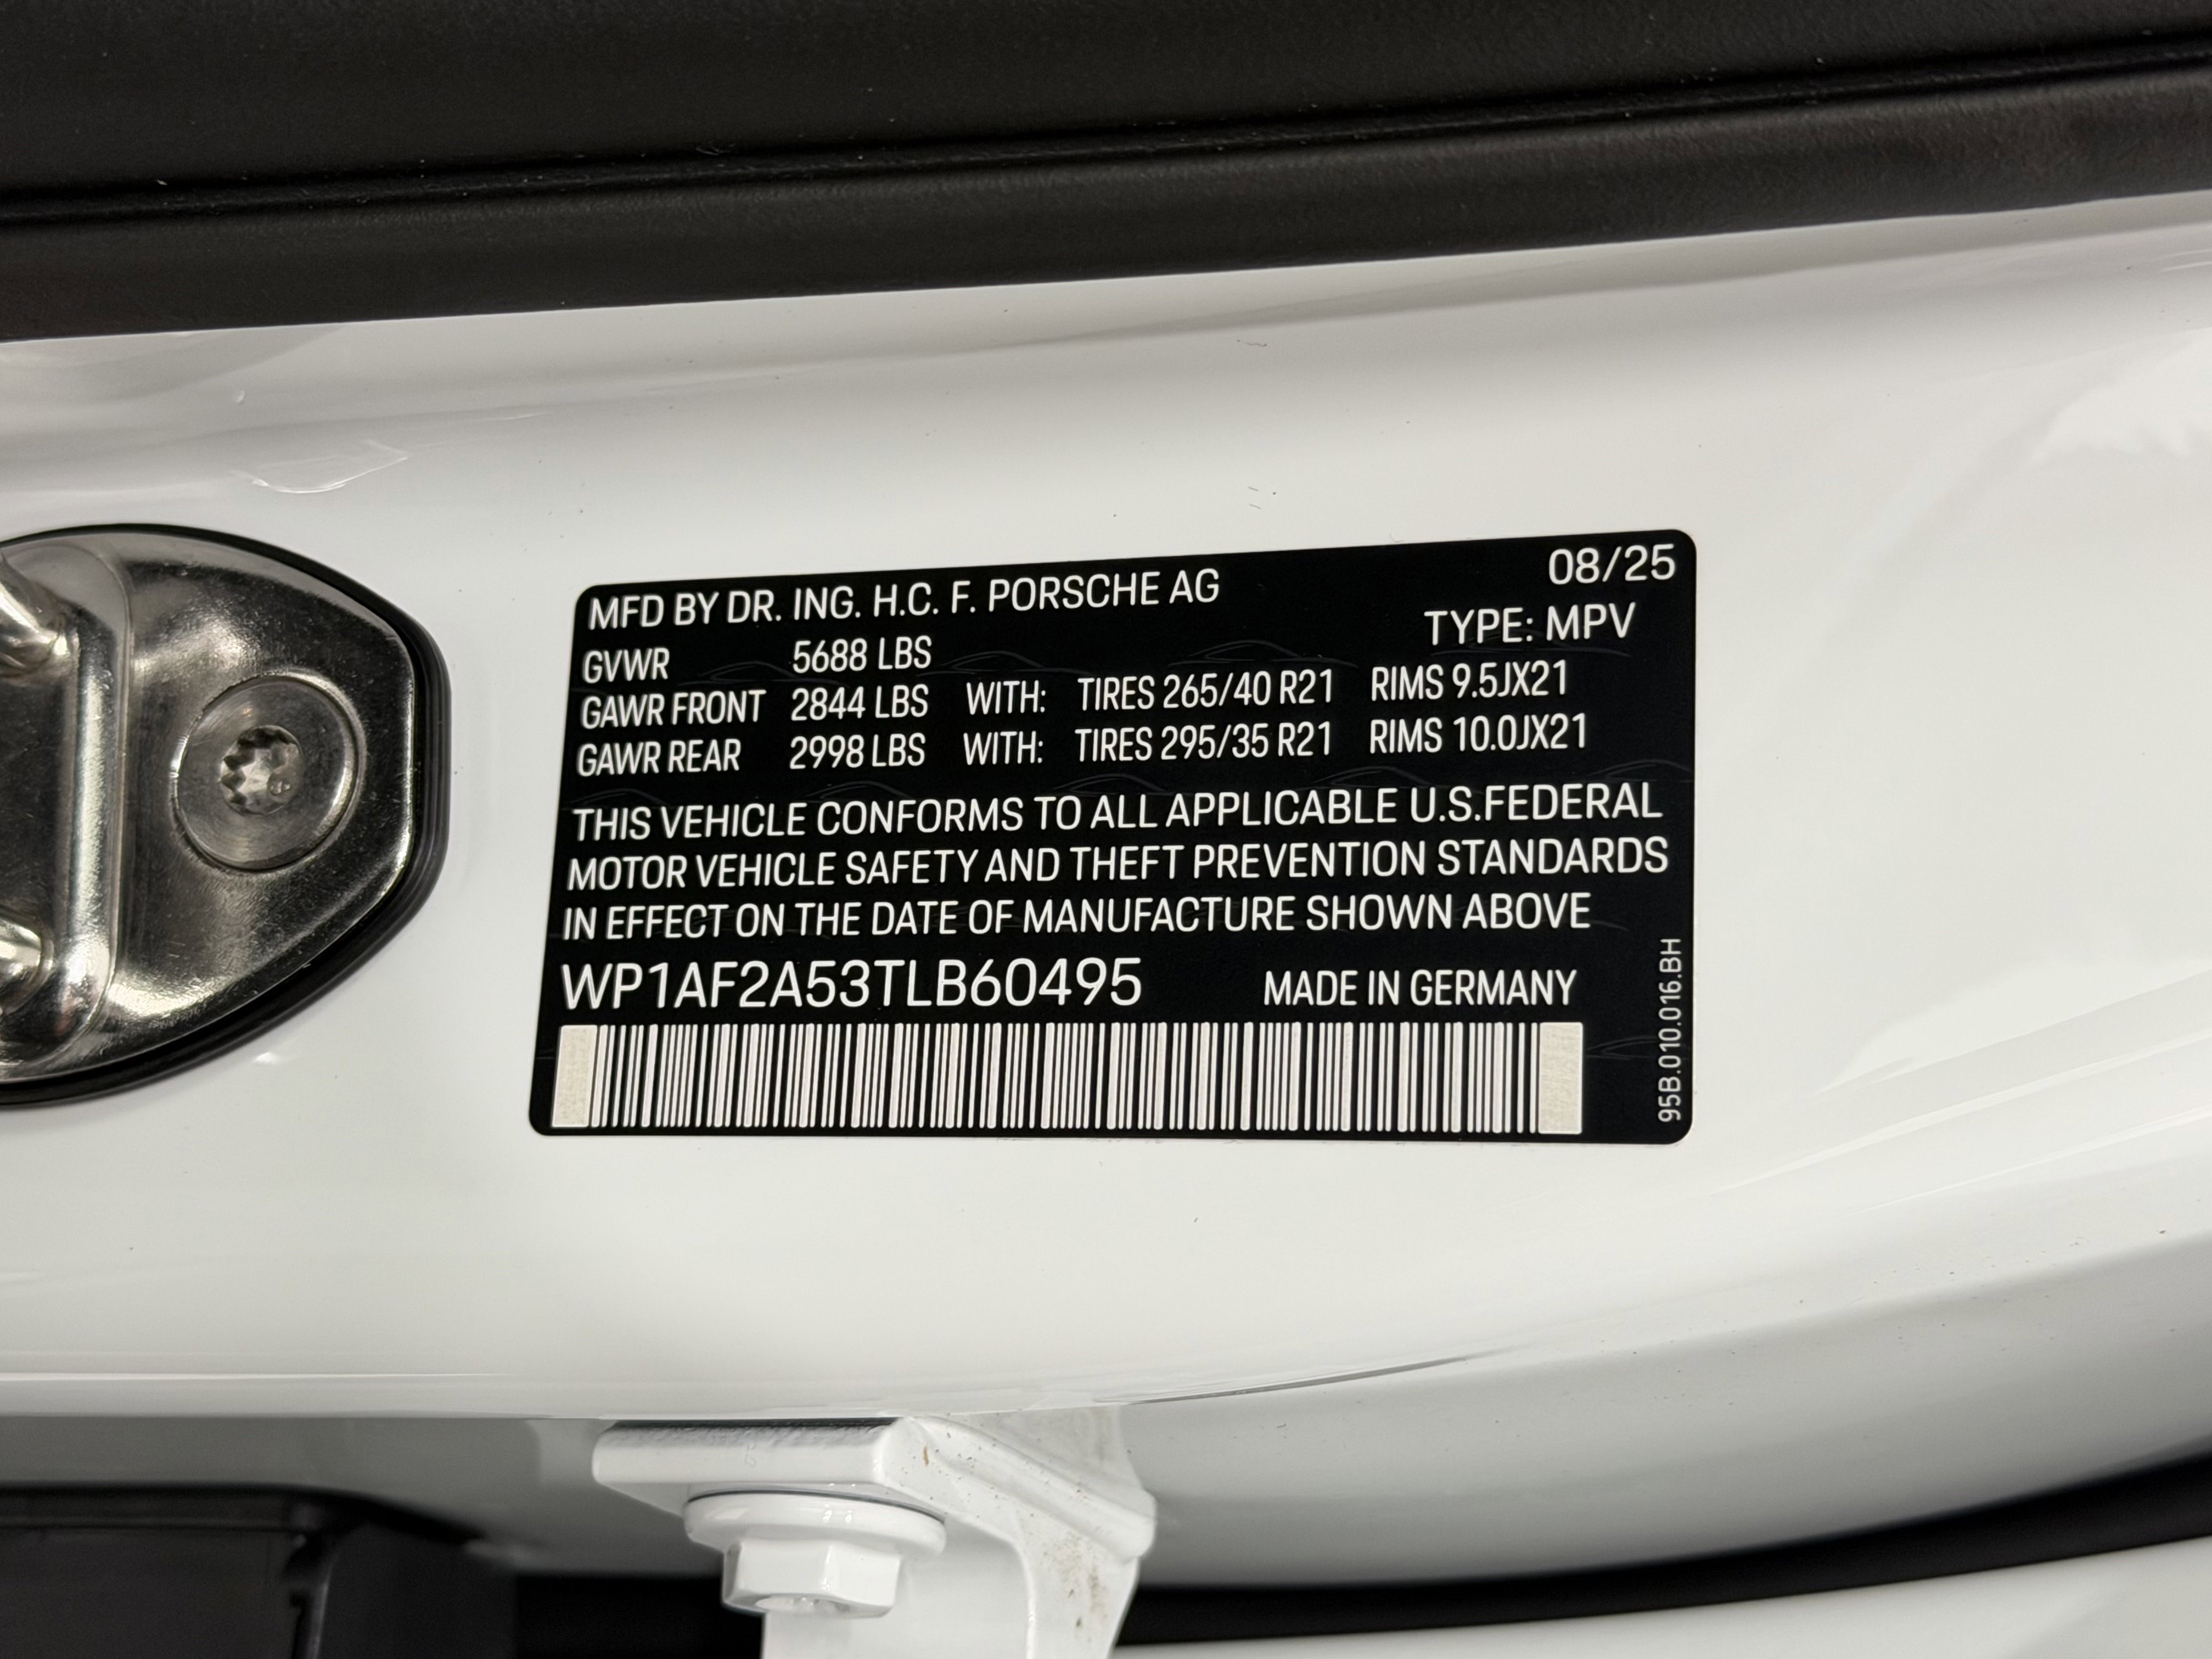 MFD BY DR. ING. H.C. F. PORSCHE AG 08/25
TYPE: MPV
GVWR 5688 LBS
GAWR FRONT 2844 LBS WITH: TIRES 265/40 R21 RIMS 9.5JX21
GAWR REAR 2998 LBS WITH: TIRES 295/35 R21 RIMS 10.0JX21
THIS VEHICLE CONFORMS TO ALL APPLICABLE U.S.FEDERAL
MOTOR VEHICLE SAFETY AND THEFT PREVENTION STANDARDS
IN EFFECT ON THE DATE OF MANUFACTURE SHOWN ABOVE
WP1AF2A53TLB60495 MADE IN GERMANY
95B.010.016.BH